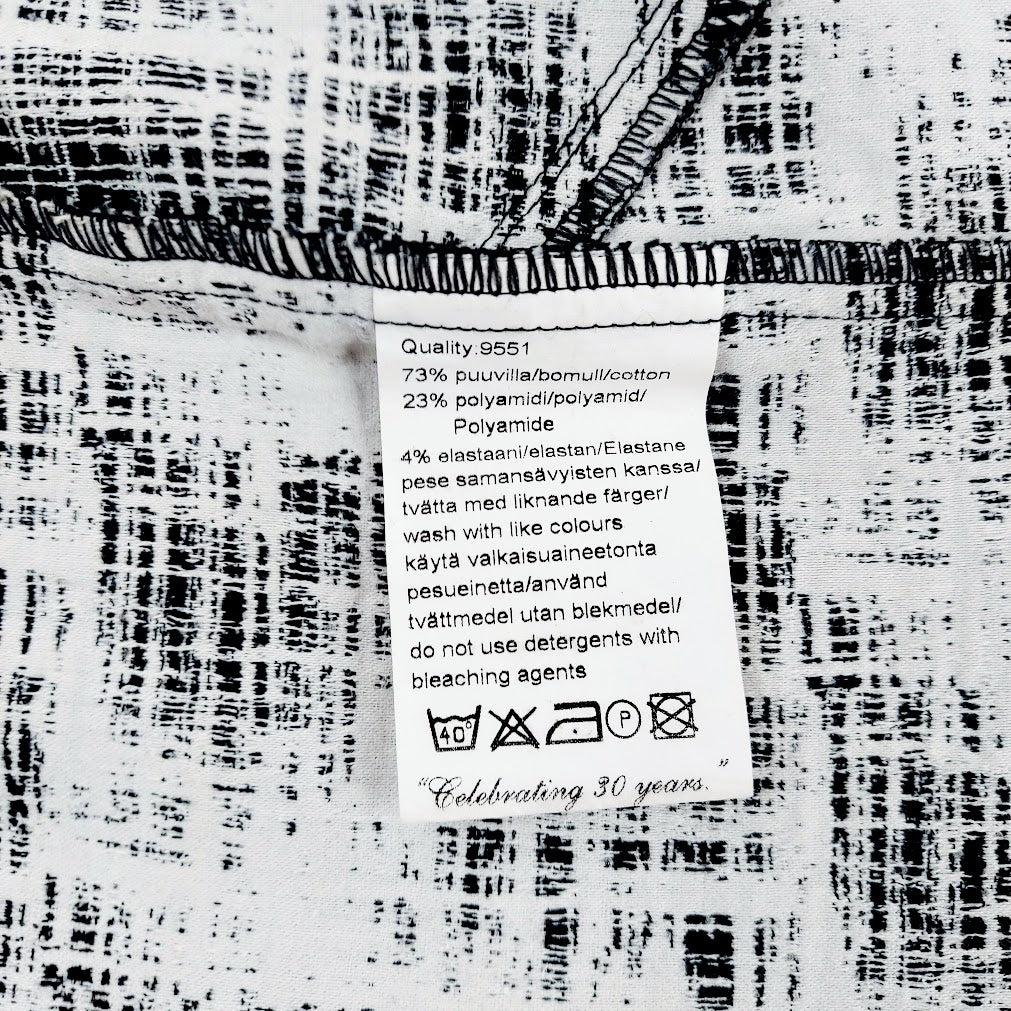 Quality:9551
73% puuvilla/bomull/cotton
23% polyamidi/polyamid/
Polyamide
4% elastaani/elastan/Elastane
pese samansävyisten kanssa/
tvätta med liknande färger/
wash with like colours
käytä valkaisuaineetonta
pesueinetta/använd
tvättmedel utan blekmedel/
do not use detergents with
bleaching agents
40° P
"Celebrating 30 years."